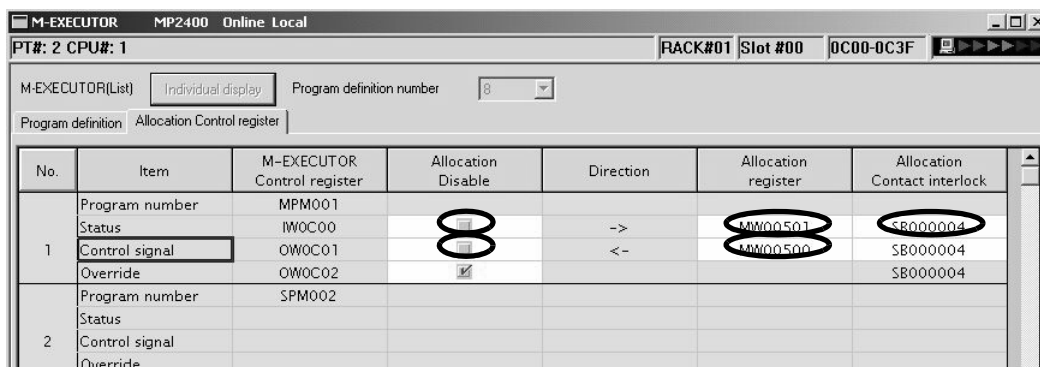 M-EXECUTOR MP2400 Online Local
PT#: 2 CPU#: 1 RACK#01 Slot #00 0C00-0C3F
M-EXECUTOR(List) Individual display Program definition number 8
Program definition Allocation Control register
No. Item M-EXECUTOR Control register Allocation Disable Direction Allocation register Allocation Contact interlock
Program number MPM001
Status IW0C00 -> MW00501 SB000004
1 Control signal OW0C01 <- MW00500 SB000004
Override OW0C02 SB000004
Program number SPM002
Status
2 Control signal
Override